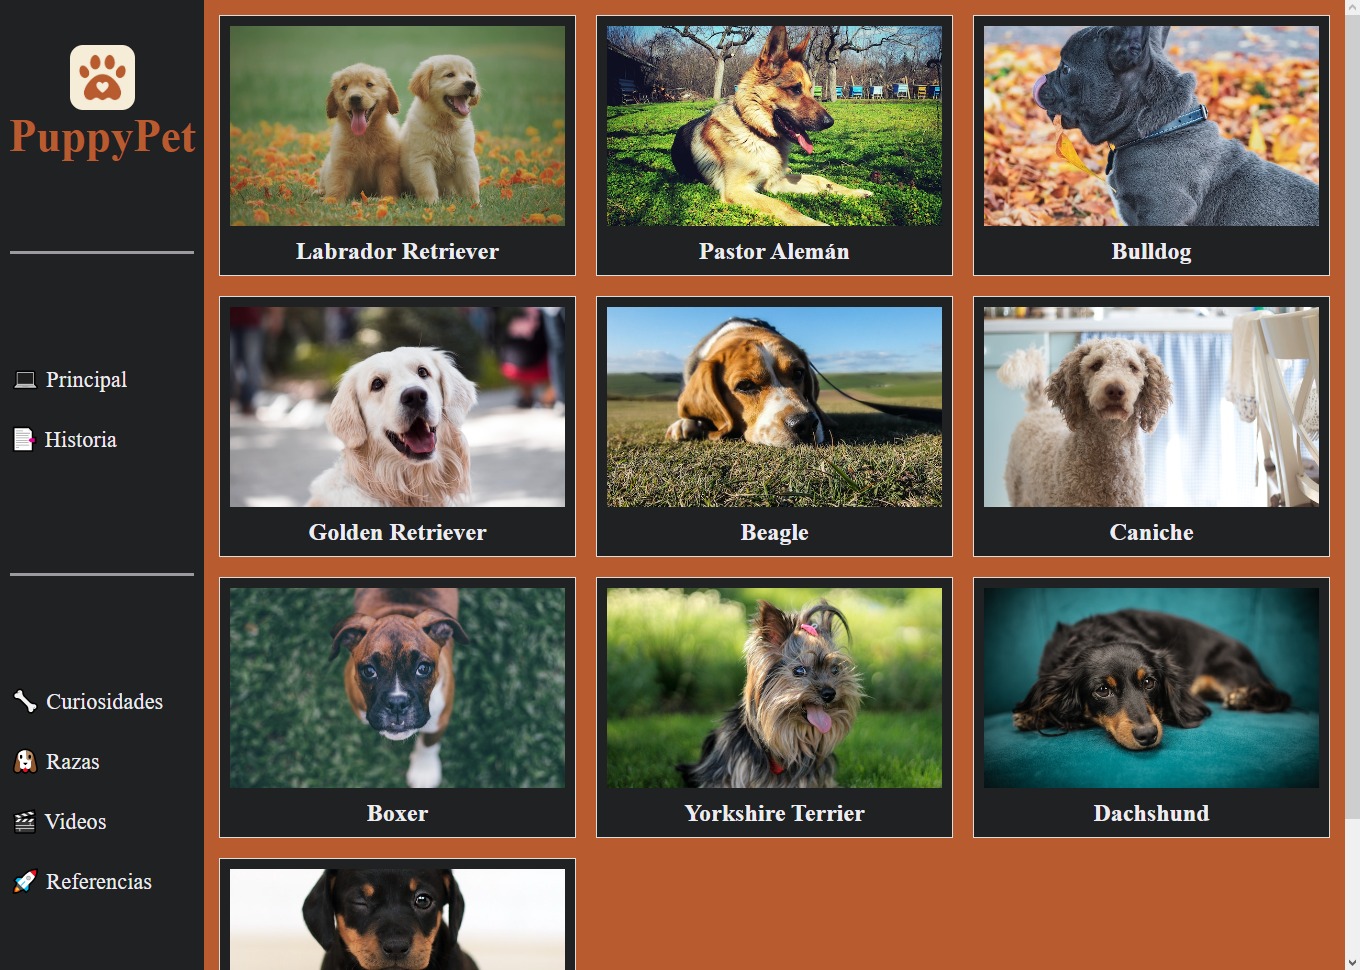 PuppyPet
Principal
Historia
Curiosidades
Razas
Videos
Referencias
Labrador Retriever
Pastor Alemán
Bulldog
Golden Retriever
Beagle
Caniche
Boxer
Yorkshire Terrier
Dachshund